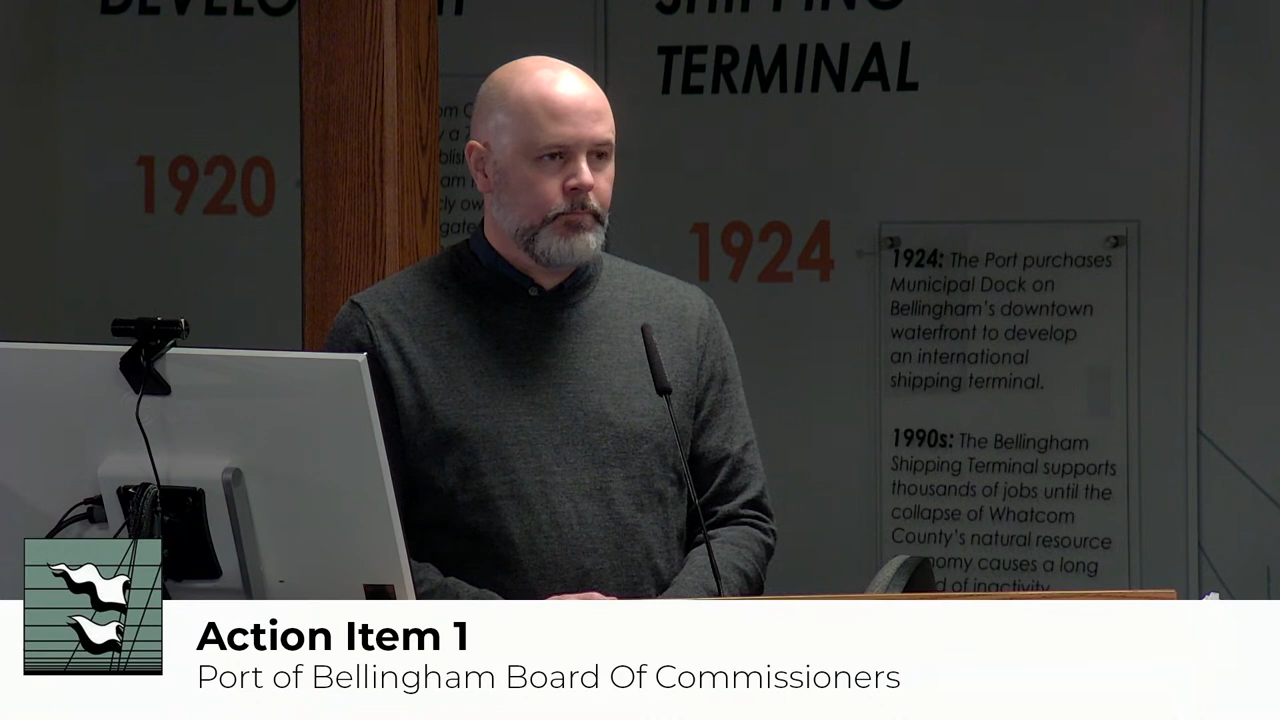 SHIPPING
TERMINAL
1920
1924
1924: The Port purchases
Municipal Dock on
Bellingham's downtown
waterfront to develop
an international
shipping terminal.
1990s: The Bellingham
Shipping Terminal supports
thousands of jobs until the
collapse of Whatcom
County's natural resource
causes a long
of inactivity
Action Item 1
Port of Bellingham Board Of Commissioners